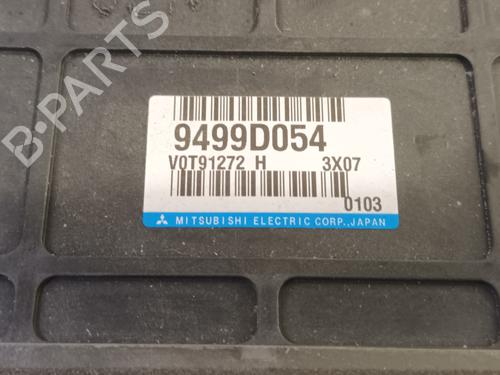 B-PARTS
9499D054
V0T91272 H 3X07
0103
MITSUBISHI ELECTRIC CORP.,JAPAN